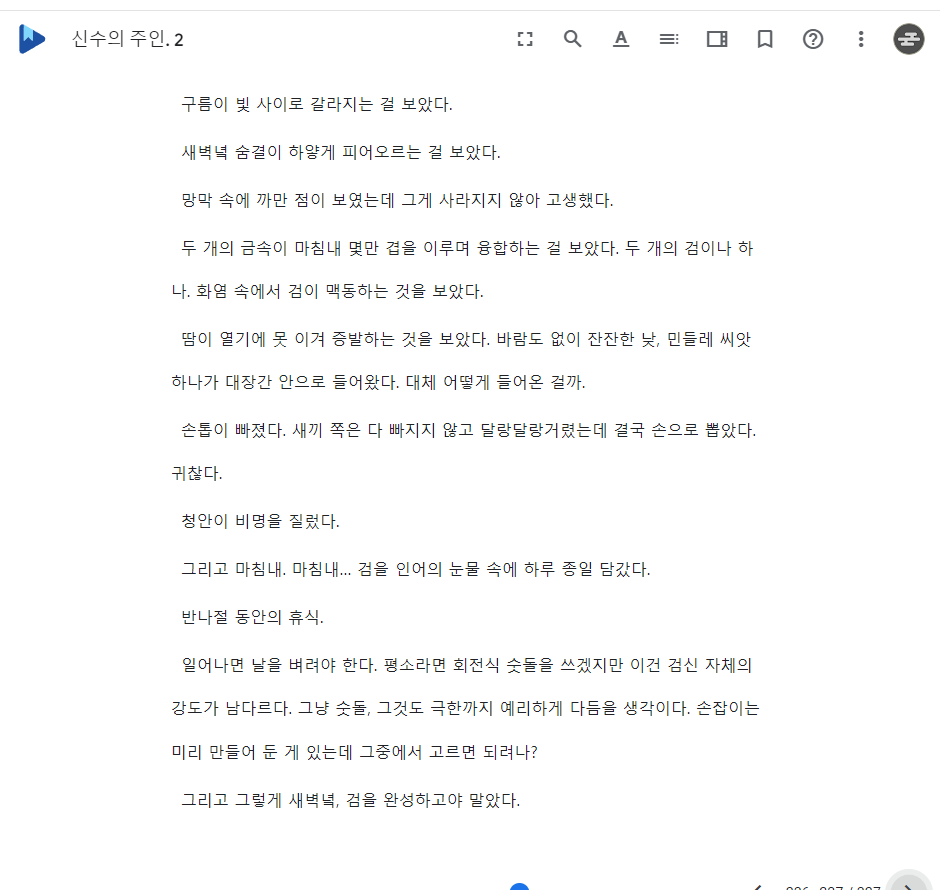 신수의 주인. 2
구름이 빛 사이로 갈라지는 걸 보았다.
새벽녘 숨결이 하얗게 피어오르는 걸 보았다.
망막 속에 까만 점이 보였는데 그게 사라지지 않아 고생했다.
두 개의 금속이 마침내 몇만 겹을 이루며 융합하는 걸 보았다. 두 개의 검이나 하
나. 화염 속에서 검이 맥동하는 것을 보았다.
땀이 열기에 못 이겨 증발하는 것을 보았다. 바람도 없이 잔잔한 낮, 민들레 씨앗
하나가 대장간 안으로 들어왔다. 대체 어떻게 들어온 걸까.
손톱이 빠졌다. 새끼 쪽은 다 빠지지 않고 달랑달랑거렸는데 결국 손으로 뽑았다.
귀찮다.
청안이 비명을 질렀다.
그리고 마침내. 마침내... 검을 인어의 눈물 속에 하루 종일 담갔다.
반나절 동안의 휴식.
일어나면 날을 벼려야 한다. 평소라면 회전식 숫돌을 쓰겠지만 이건 검신 자체의
강도가 남다르다. 그냥 숫돌, 그것도 극한까지 예리하게 다듬을 생각이다. 손잡이는
미리 만들어 둔 게 있는데 그중에서 고르면 되려나?
그리고 그렇게 새벽녘, 검을 완성하고야 말았다.